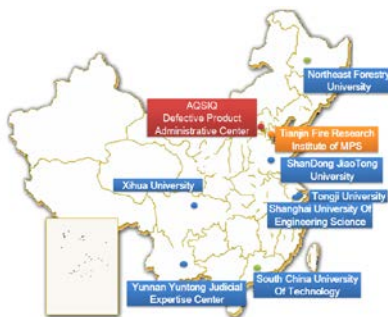 Northeast Forestry
University
AQSIQ
Defective Product
Administrative Center
Tianjin Fire Research
Institute of MPS
ShanDong JiaoTong
University
Xihua University
Tongji University
Shanghai University Of
Engineering Science
Yunnan Yuntong Judicial
Expertise Center
South China University
Of Technology